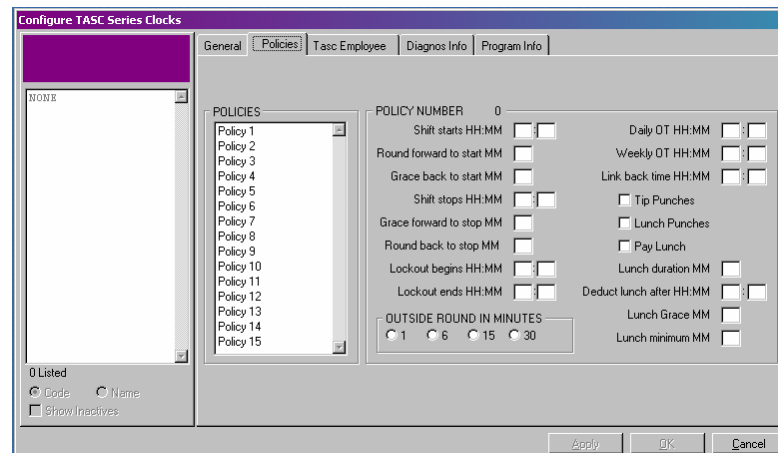 Configure TASC Series Clocks
General Policies Tasc Employee Diagnos Info Program Info
NONE
0 Listed
Code Name
Show Inactives
POLICIES
Policy 1
Policy 2
Policy 3
Policy 4
Policy 5
Policy 6
Policy 7
Policy 8
Policy 9
Policy 10
Policy 11
Policy 12
Policy 13
Policy 14
Policy 15
POLICY NUMBER 0
Shift starts HH:MM :
Round forward to start MM
Grace back to start MM
Shift stops HH:MM :
Grace forward to stop MM
Round back to stop MM
Lockout begins HH:MM :
Lockout ends HH:MM :
OUTSIDE ROUND IN MINUTES
1 6 15 30
Daily OT HH:MM :
Weekly OT HH:MM :
Link back time HH:MM :
Tip Punches
Lunch Punches
Pay Lunch
Lunch duration MM
Deduct lunch after HH:MM :
Lunch Grace MM
Lunch minimum MM
Apply OK Cancel